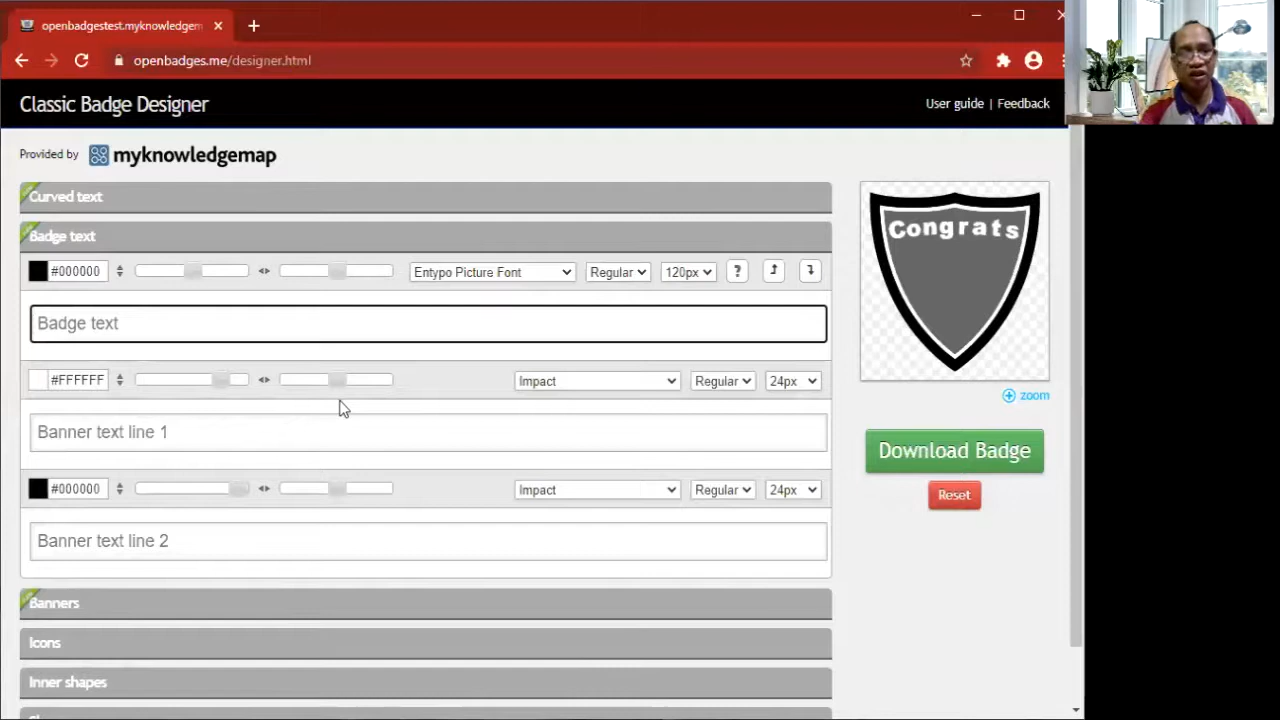 openbadgestest.myknowledgem
openbadges.me/designer.html
Classic Badge Designer
User guide | Feedback
Provided by myknowledgemap
Curved text
Badge text
#000000
Entypo Picture Font
Regular
120px
?
Badge text
#FFFFFF
Impact
Regular
24px
Banner text line 1
#000000
Impact
Regular
24px
Banner text line 2
Banners
Icons
Inner shapes
Congrats
zoom
Download Badge
Reset